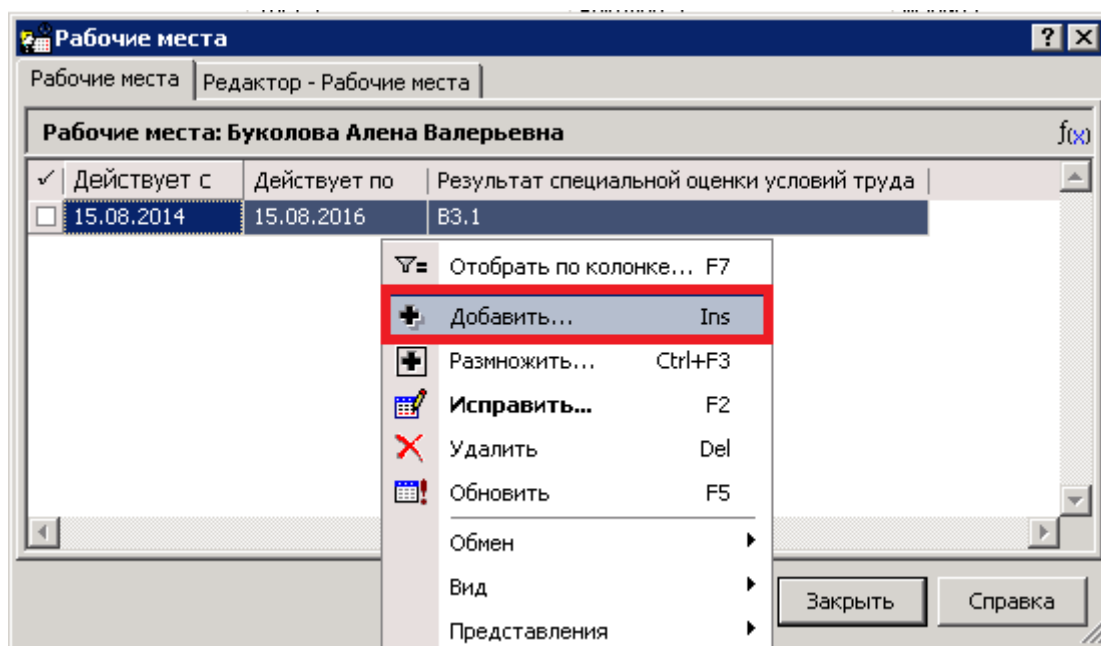 Рабочие места
Рабочие места Редактор - Рабочие места
Рабочие места: Буколова Алена Валерьевна f(x)
Действует с Действует по Результат специальной оценки условий труда
15.08.2014 15.08.2016 В3.1
Отобрать по колонке... F7
Добавить... Ins
Размножить... Ctrl+F3
Исправить... F2
Удалить Del
Обновить F5
Обмен
Вид
Закрыть Справка
Представления